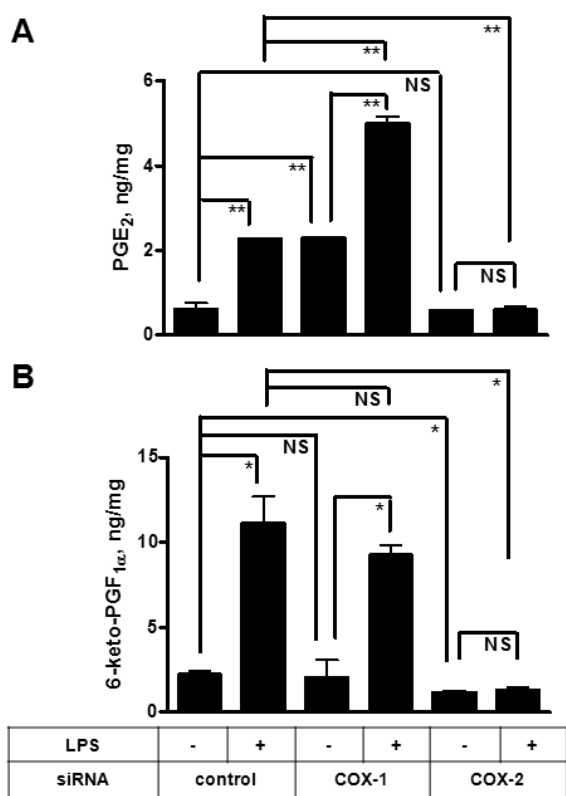 A
**
**
6
NS
**
4
**
**
PGE2, ng/mg
2
NS
0
B
*
NS
*
15
NS
*
*
10
6-keto-PGF1α, ng/mg
5
NS
0
LPS - + - + - +
siRNA control COX-1 COX-2